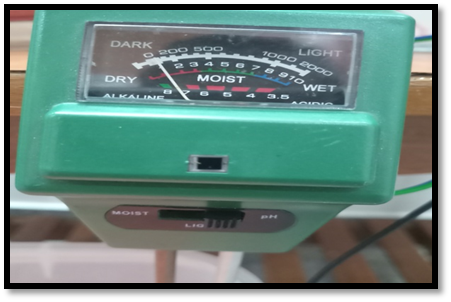 DARK LIGHT
0 200 500 1000 2000
1 2 3 4 5 6 7 8 9 10
DRY MOIST WET
ALKALINE ACIDIC
8 7 6 5 4 3.5
MOIST pH